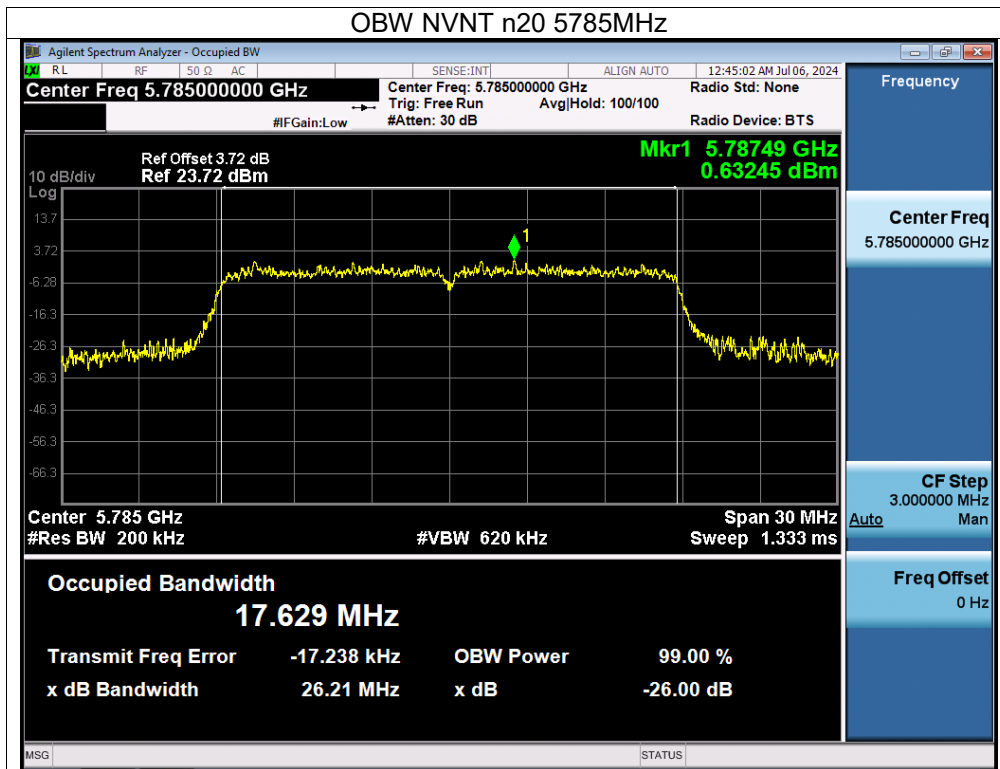 OBW NVNT n20 5785MHz
Agilent Spectrum Analyzer - Occupied BW
LXI RL RF 50 Ω AC SENSE:INT ALIGN AUTO 12:45:02 AM Jul 06, 2024
Center Freq 5.785000000 GHz
Center Freq: 5.785000000 GHz
Radio Std: None
Trig: Free Run Avg|Hold: 100/100
#IFGain:Low
#Atten: 30 dB
Radio Device: BTS
Ref Offset 3.72 dB
10 dB/div Ref 23.72 dBm
Mkr1 5.78749 GHz
0.63245 dBm
Log
13.7
3.72
-6.28
-16.3
-26.3
-36.3
-46.3
-56.3
-66.3
1
Center 5.785 GHz Span 30 MHz
#Res BW 200 kHz #VBW 620 kHz Sweep 1.333 ms
Occupied Bandwidth
17.629 MHz
Transmit Freq Error -17.238 kHz OBW Power 99.00 %
x dB Bandwidth 26.21 MHz x dB -26.00 dB
MSG STATUS
Frequency
Center Freq
5.785000000 GHz
CF Step
3.000000 MHz
Auto Man
Freq Offset
0 Hz